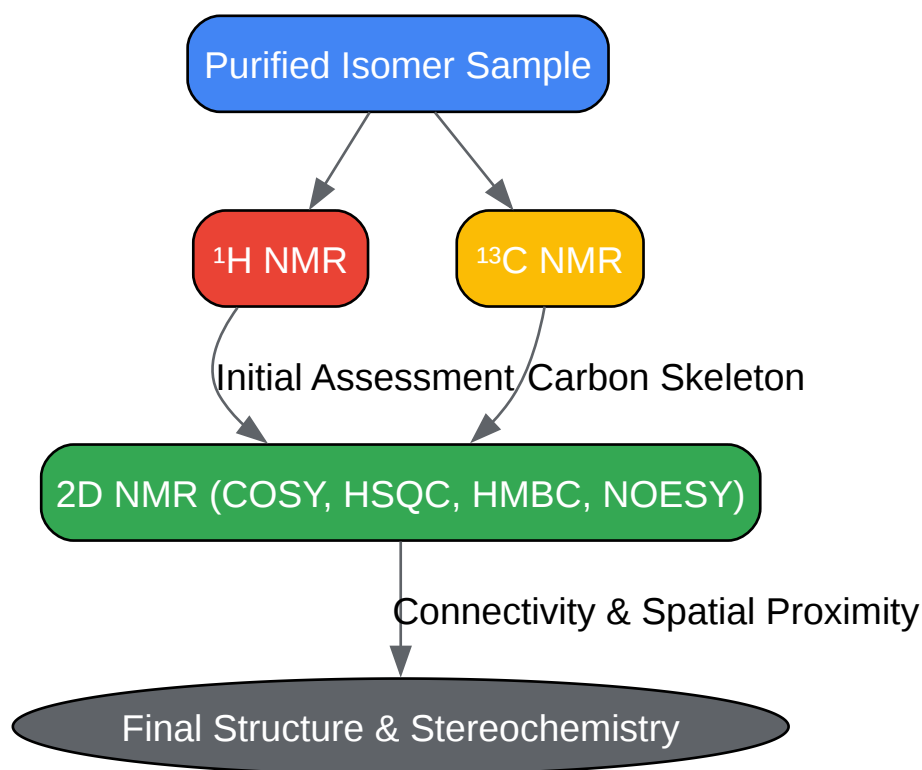 Purified Isomer Sample
¹H NMR
¹³C NMR
Initial Assessment
Carbon Skeleton
2D NMR (COSY, HSQC, HMBC, NOESY)
Connectivity & Spatial Proximity
Final Structure & Stereochemistry